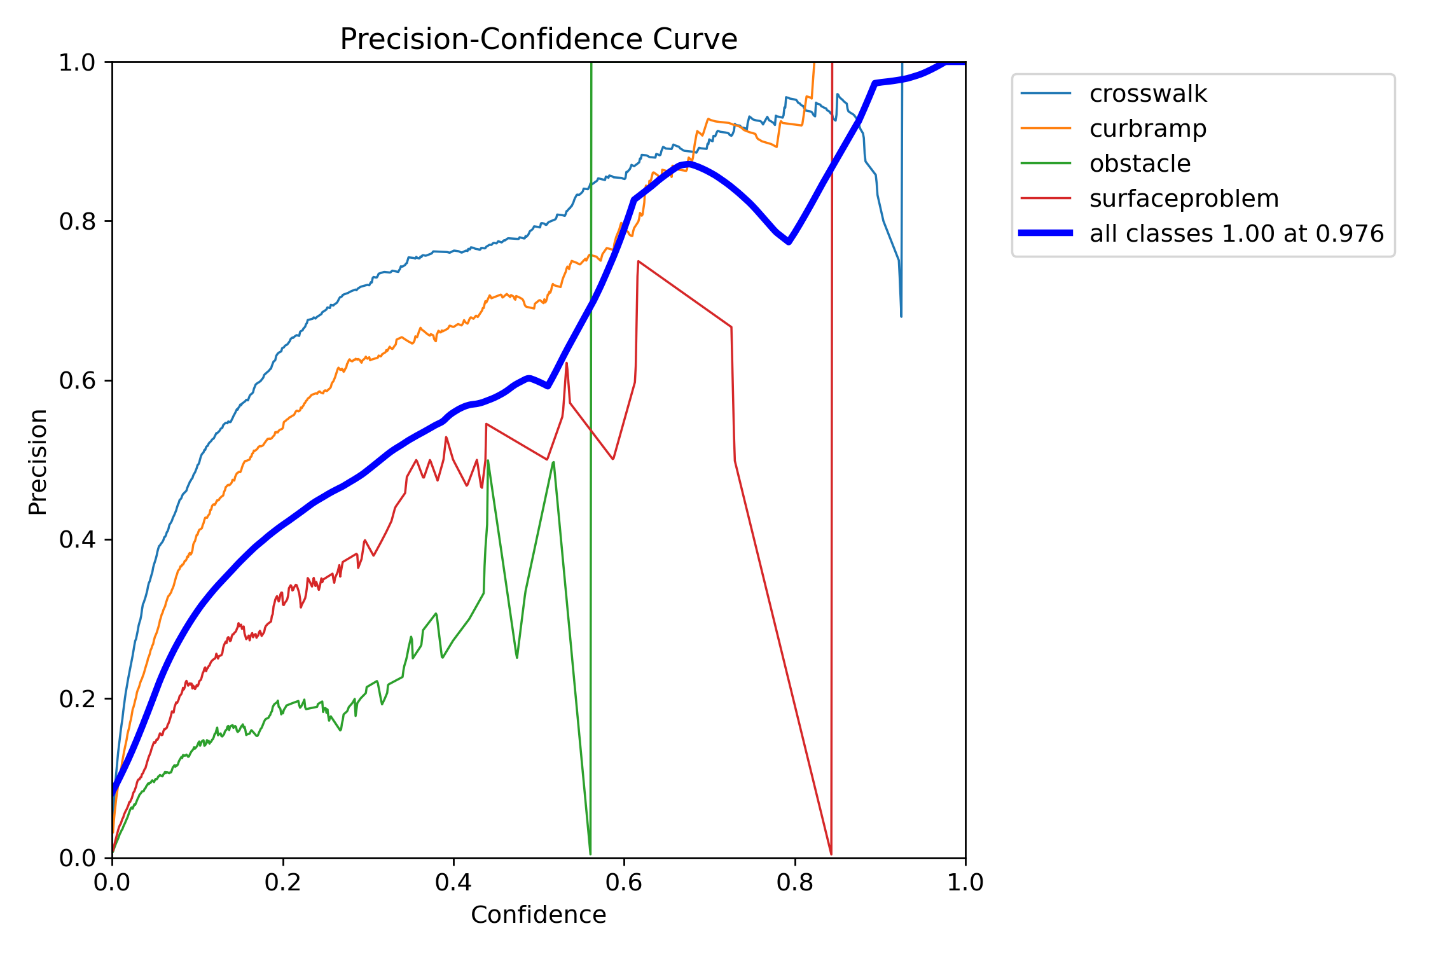 Precision-Confidence Curve
1.0
0.8
0.6
0.4
0.2
0.0
Precision
0.0 0.2 0.4 0.6 0.8 1.0
Confidence
crosswalk
curbramp
obstacle
surfaceproblem
all classes 1.00 at 0.976